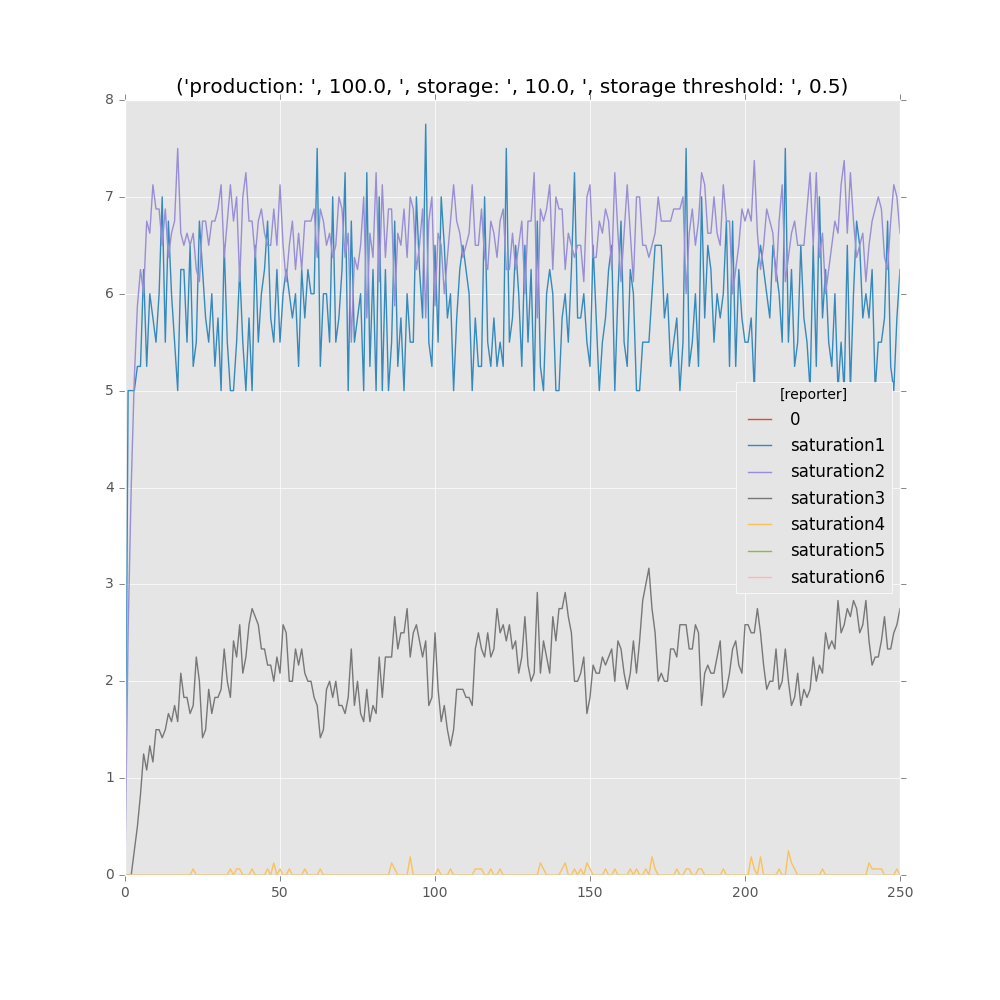 ('production: ', 100.0, ', storage: ', 10.0, ', storage threshold: ', 0.5)
8
7
6
5
4
3
2
1
0
[reporter]
0
saturation1
saturation2
saturation3
saturation4
saturation5
saturation6
0 50 100 150 200 250